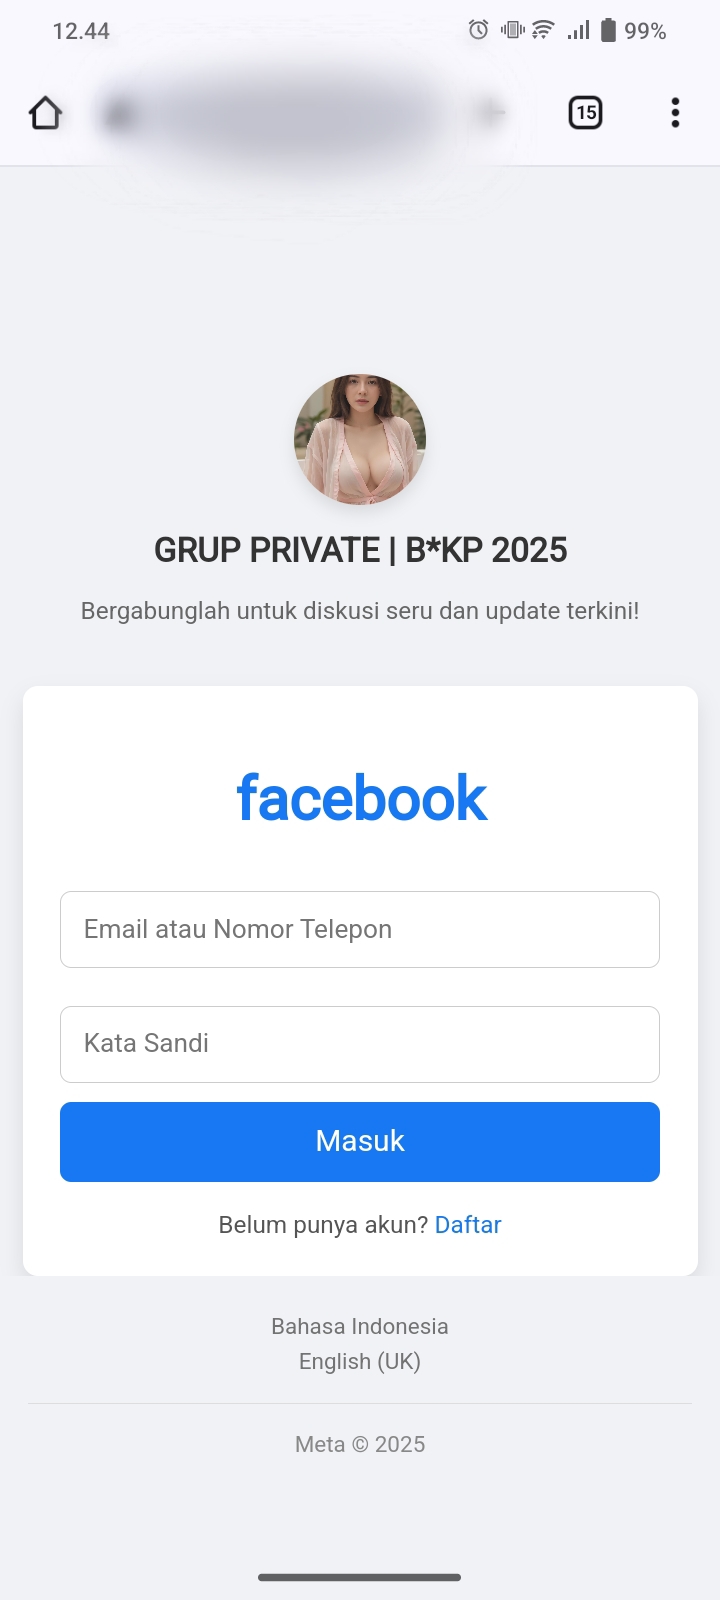 12.44
99%
15
GRUP PRIVATE | B*KP 2025
Bergabunglah untuk diskusi seru dan update terkini!
facebook
Email atau Nomor Telepon
Kata Sandi
Masuk
Belum punya akun? Daftar
Bahasa Indonesia
English (UK)
Meta © 2025